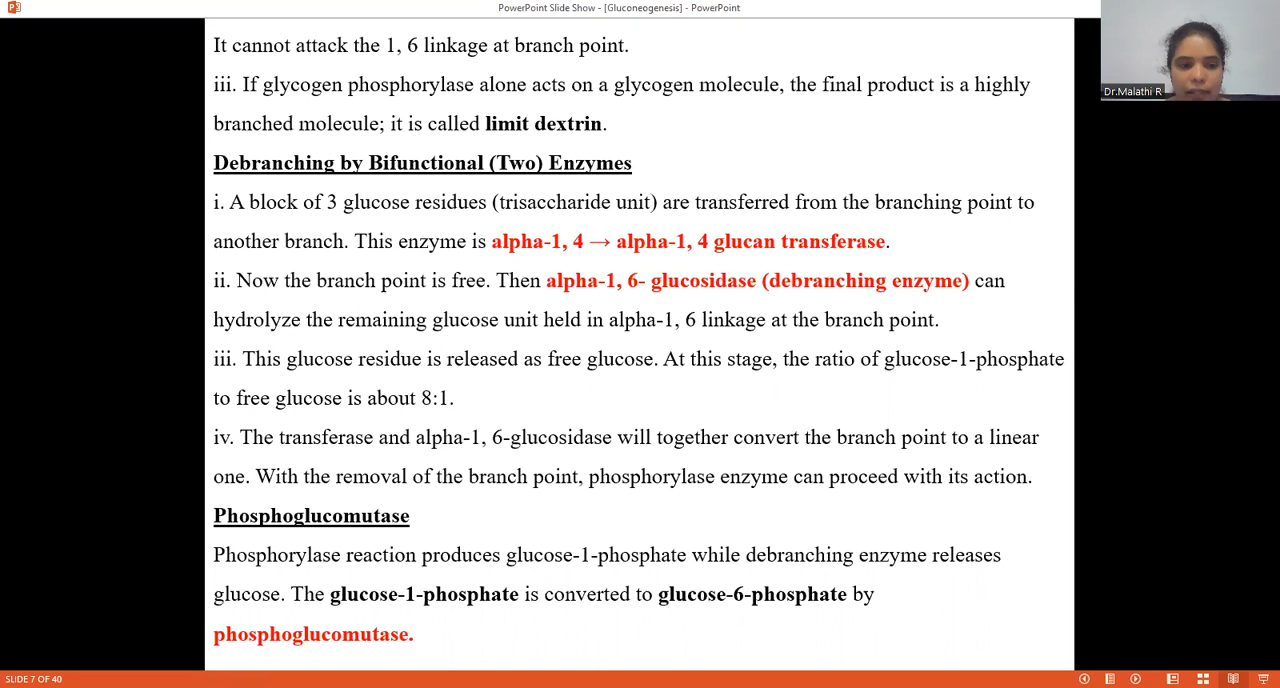 PowerPoint Slide Show - [Gluconeogenesis] - PowerPoint
It cannot attack the 1, 6 linkage at branch point.
iii. If glycogen phosphorylase alone acts on a glycogen molecule, the final product is a highly
branched molecule; it is called limit dextrin.
Debranching by Bifunctional (Two) Enzymes
i. A block of 3 glucose residues (trisaccharide unit) are transferred from the branching point to
another branch. This enzyme is alpha-1, 4 → alpha-1, 4 glucan transferase.
ii. Now the branch point is free. Then alpha-1, 6- glucosidase (debranching enzyme) can
hydrolyze the remaining glucose unit held in alpha-1, 6 linkage at the branch point.
iii. This glucose residue is released as free glucose. At this stage, the ratio of glucose-1-phosphate
to free glucose is about 8:1.
iv. The transferase and alpha-1, 6-glucosidase will together convert the branch point to a linear
one. With the removal of the branch point, phosphorylase enzyme can proceed with its action.
Phosphoglucomutase
Phosphorylase reaction produces glucose-1-phosphate while debranching enzyme releases
glucose. The glucose-1-phosphate is converted to glucose-6-phosphate by
phosphoglucomutase.
Dr.Malathi R
SLIDE 7 OF 40